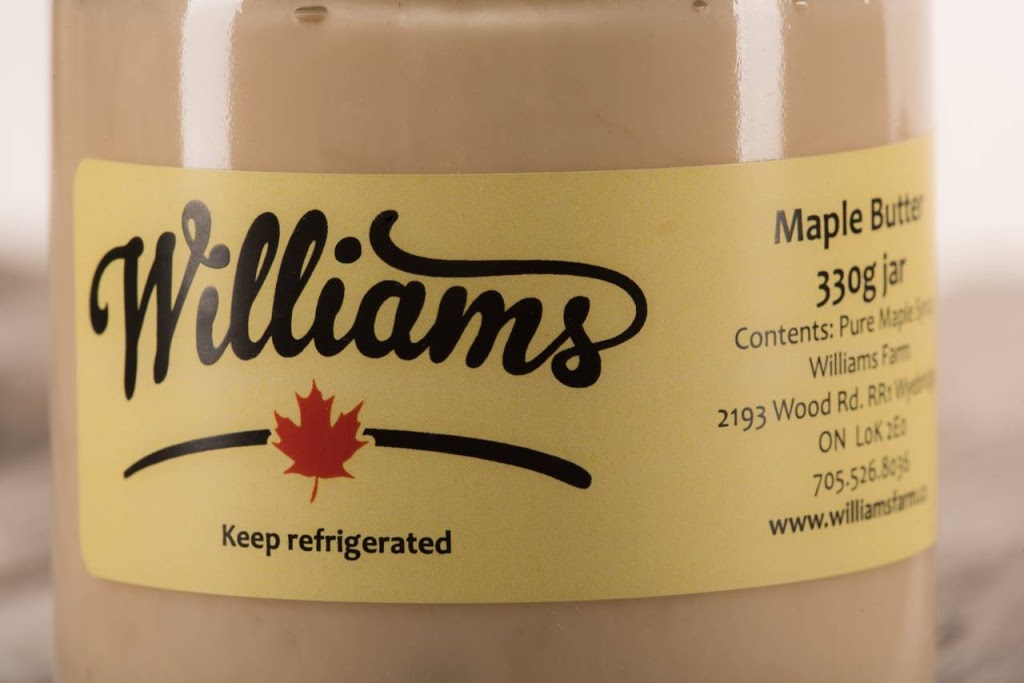 Williams
Keep refrigerated
Maple Butter
330g jar
Contents: Pure Maple
Williams Farm
2193 Wood Rd. RR1
ON L0K 2E0
705.526.8036
www.williamsfarm.